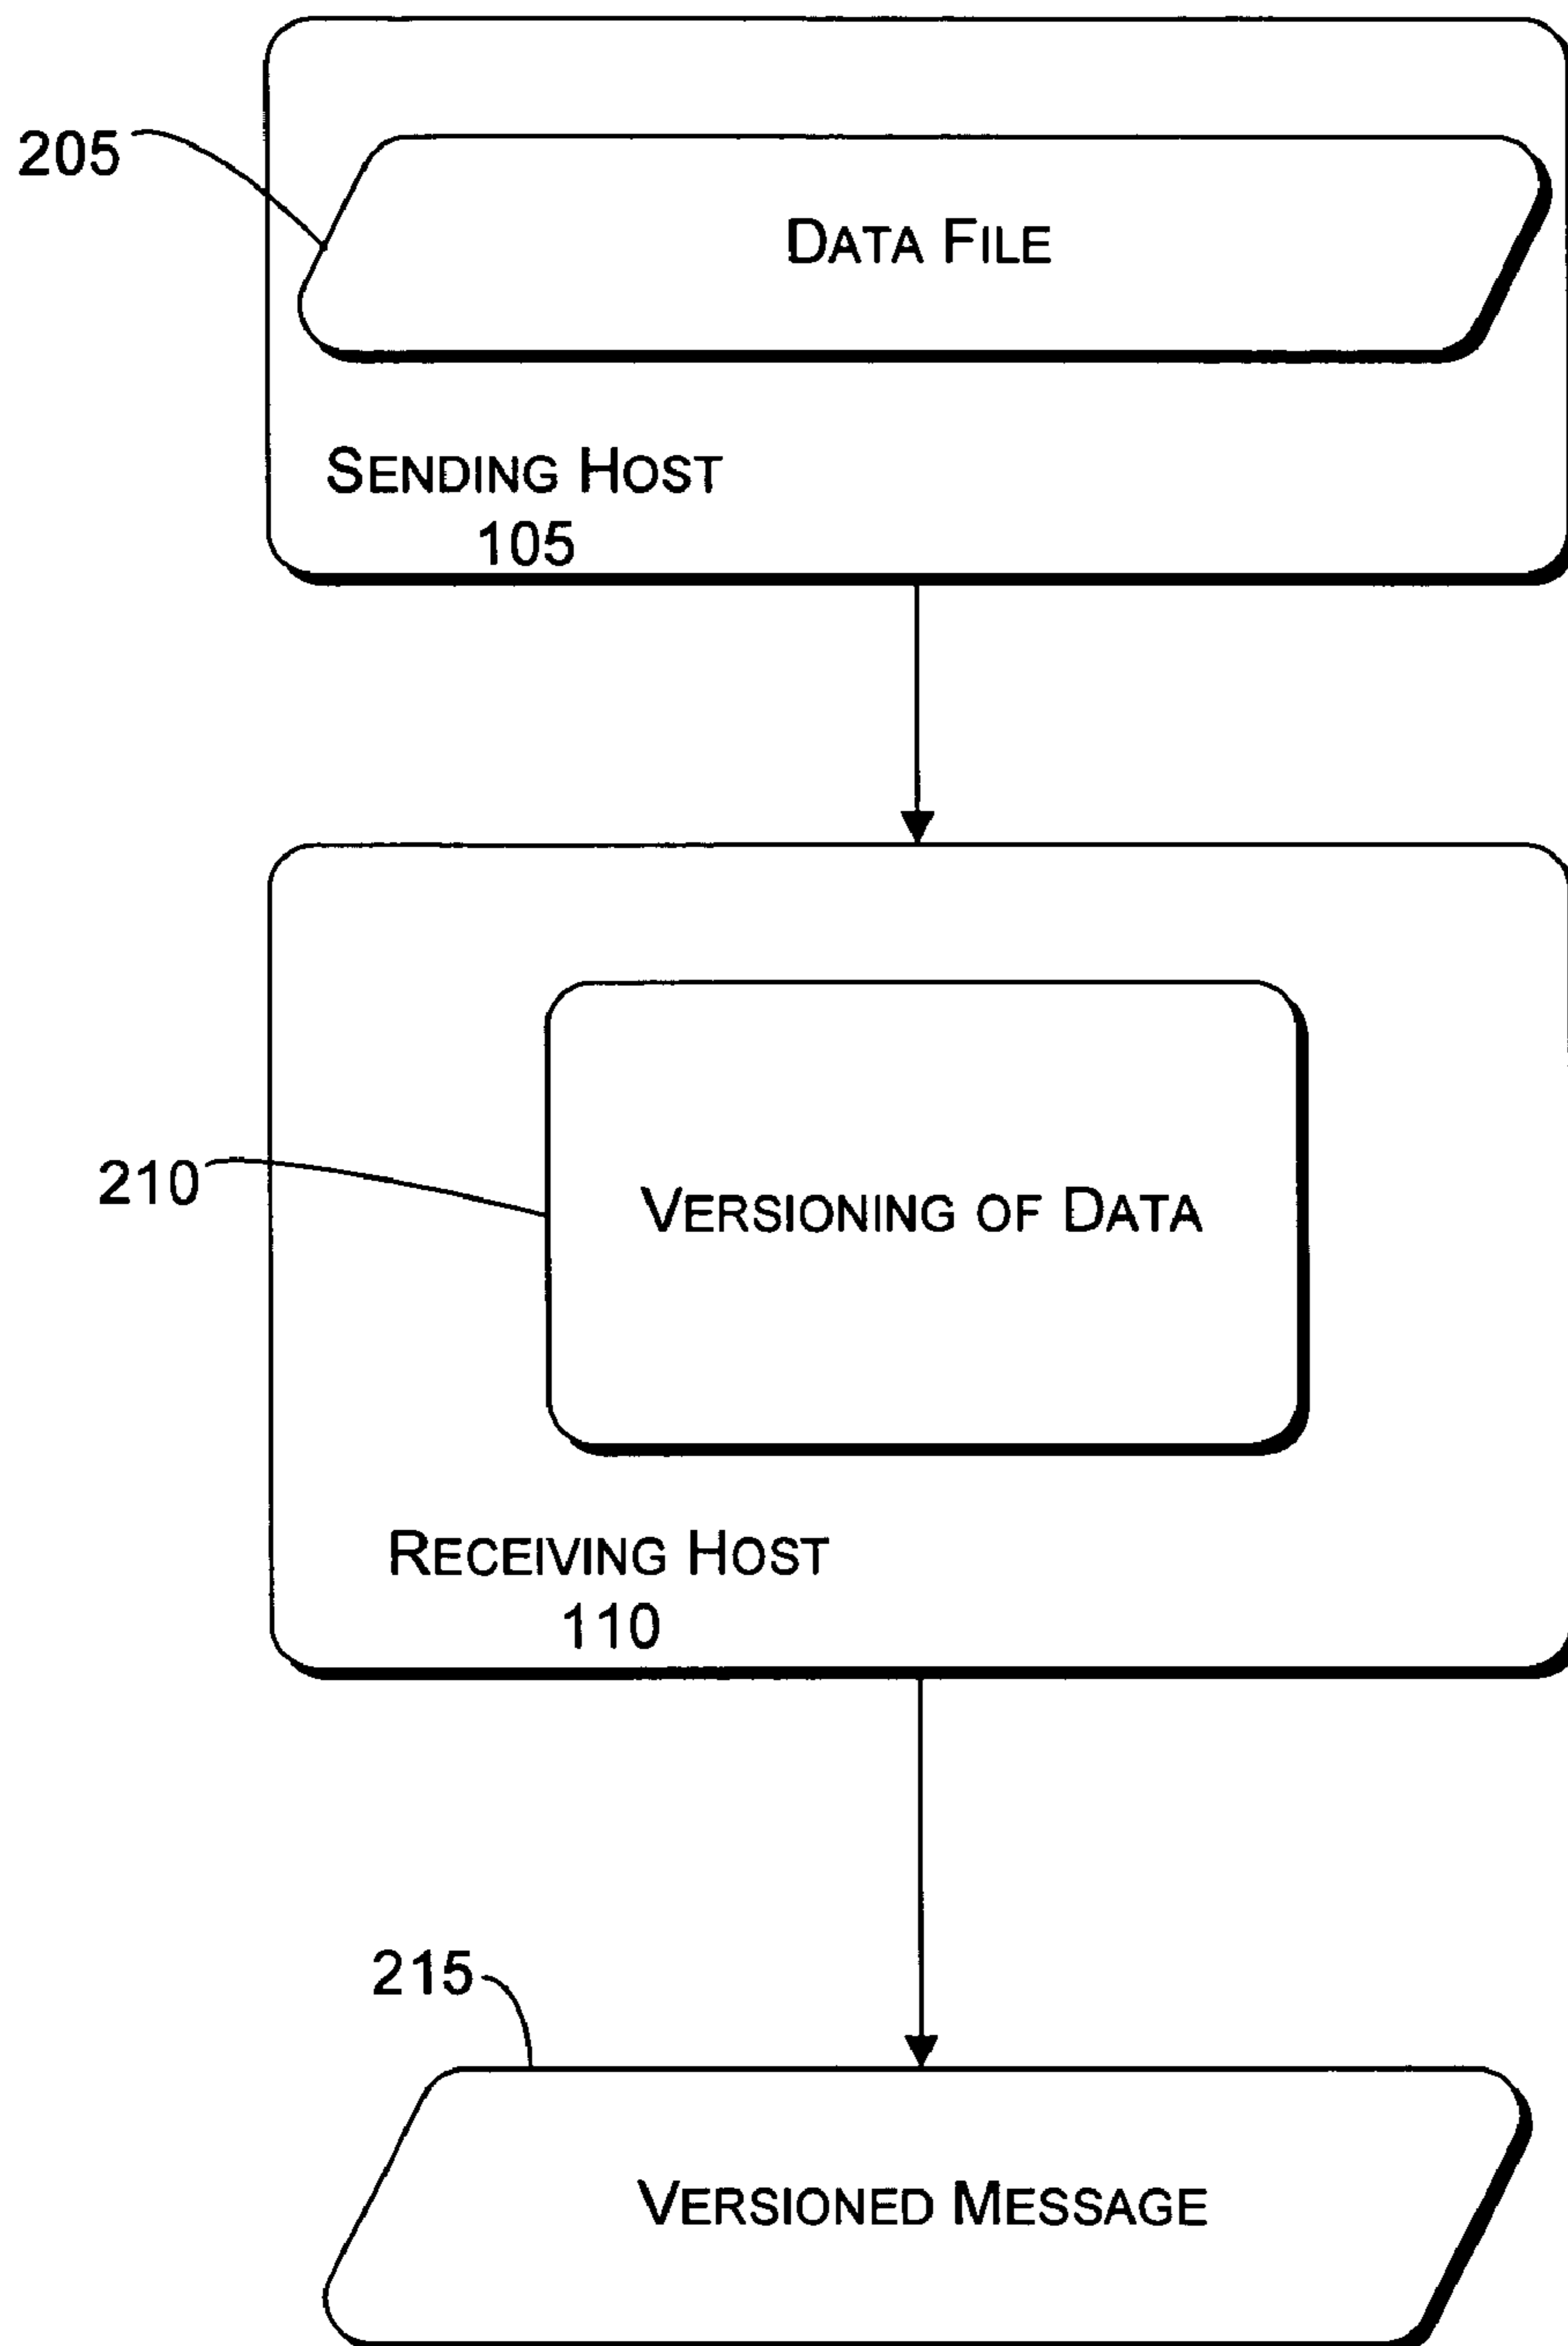 205
DATA FILE
SENDING HOST
105
210
VERSIONING OF DATA
RECEIVING HOST
110
215
VERSIONED MESSAGE